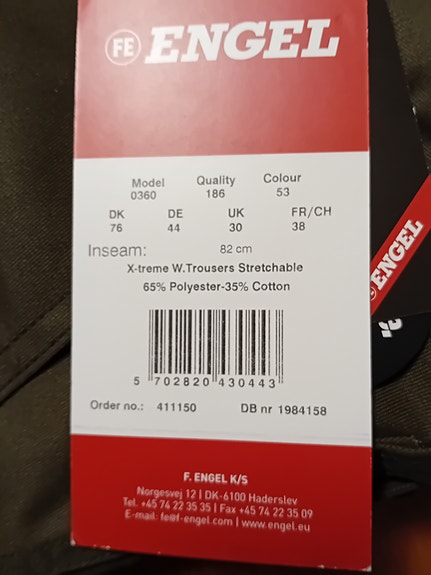 FE ENGEL
Model Quality Colour
0360 186 53
DK DE UK FR/CH
76 44 30 38
Inseam: 82 cm
X-treme W.Trousers Stretchable
65% Polyester-35% Cotton
5 702820 430443
Order no.: 411150 DB nr 1984158
F. ENGEL K/S
Norgesvej 12 | DK-6100 Haderslev
Tel. +45 74 22 35 35 | Fax +45 74 22 35 09
E-mail: fe@f-engel.com | www.engel.eu
ENGEL